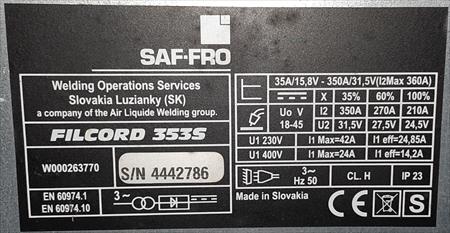 SAF-FRO
Welding Operations Services
Slovakia Luzianky (SK)
a company of the Air Liquide Welding group.
FILCORD 353S
W000263770
S/N 4442786
EN 60974.1
EN 60974.10
3~
35A/15,8V - 350A/31,5V(I2Max 360A)
X 35% 60% 100%
Uo V
18-45
I2 350A 270A 210A
U2 31,5V 27,5V 24,5V
U1 230V I1 Max=42A I1 eff=24,85A
U1 400V I1 Max=24A I1 eff=14,2A
3~
Hz 50
CL. H
IP 23
Made in Slovakia
CE
S